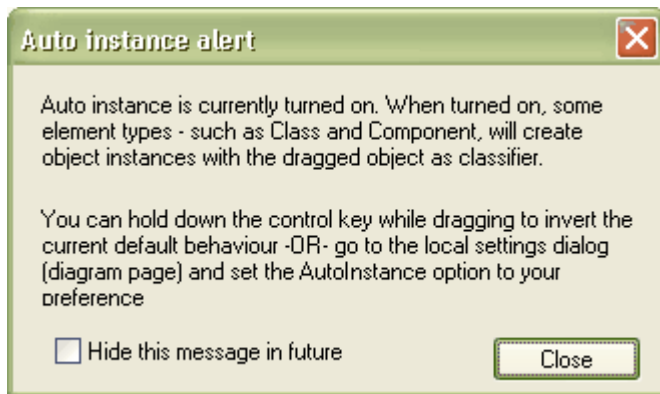 Auto instance alert
Auto instance is currently turned on. When turned on, some
element types - such as Class and Component, will create
object instances with the dragged object as classifier.
You can hold down the control key while dragging to invert the
current default behaviour -OR- go to the local settings dialog
(diagram page) and set the AutoInstance option to your
preference
Hide this message in future
Close